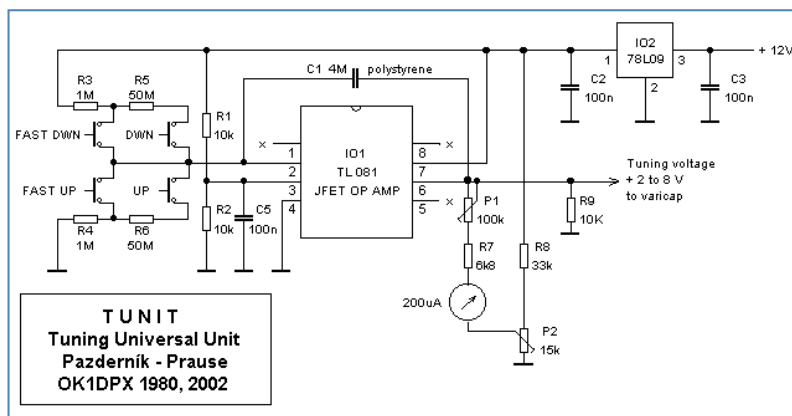 IO2
78L09
1
3
2
+ 12V
C1 4M polystyrene
C2
100n
C3
100n
R3
1M
R5
50M
FAST DWN
DWN
R1
10k
FAST UP
UP
R4
1M
R6
50M
R2
10k
C5
100n
x
x
1
2
3
4
IO1
TL 081
JFET OP AMP
8
7
6
5
x
Tuning voltage
+ 2 to 8 V
to varicap
P1
100k
R9
10K
R7
6k8
R8
33k
200uA
P2
15k
T U N I T
Tuning Universal Unit
Pazderník - Prause
OK1DPX 1980, 2002